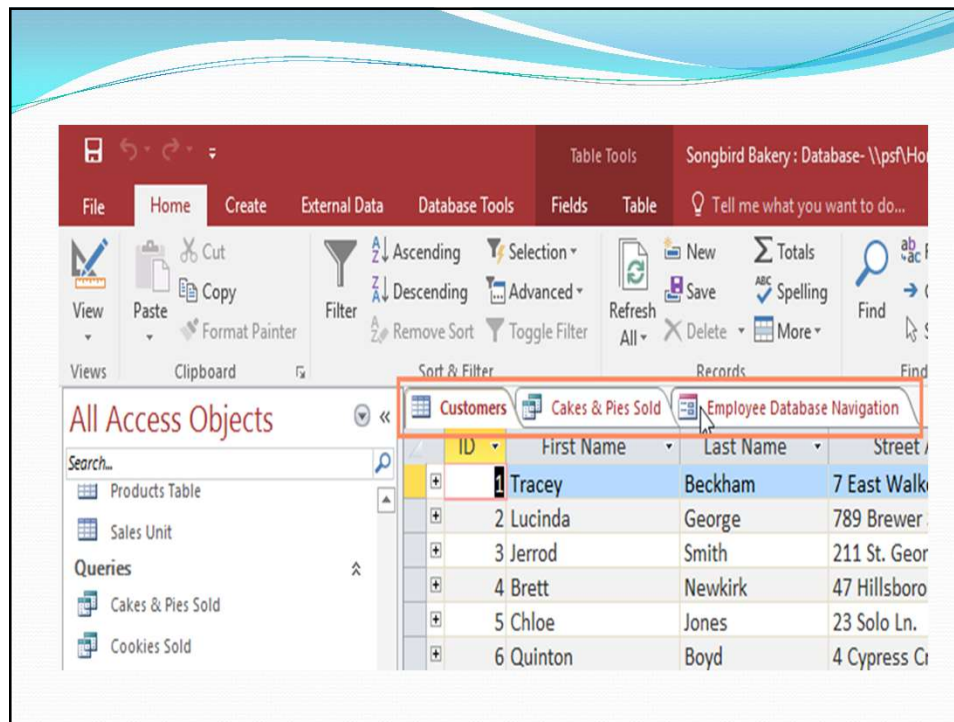 Table Tools Songbird Bakery : Database- \\psf\Hor
File Home Create External Data Database Tools Fields Table Tell me what you want to do...
View
Paste
Cut
Copy
Format Painter
Filter
Ascending
Descending
Remove Sort
Selection
Advanced
Toggle Filter
Refresh
All
New
Save
Delete
Totals
Spelling
More
Find
Views Clipboard Sort & Filter Records Find
All Access Objects
Search...
Products Table
Sales Unit
Queries
Cakes & Pies Sold
Cookies Sold
Customers Cakes & Pies Sold Employee Database Navigation
ID First Name Last Name Street
1 Tracey Beckham 7 East Walk
2 Lucinda George 789 Brewer
3 Jerrod Smith 211 St. Geor
4 Brett Newkirk 47 Hillsboro
5 Chloe Jones 23 Solo Ln.
6 Quinton Boyd 4 Cypress Cr